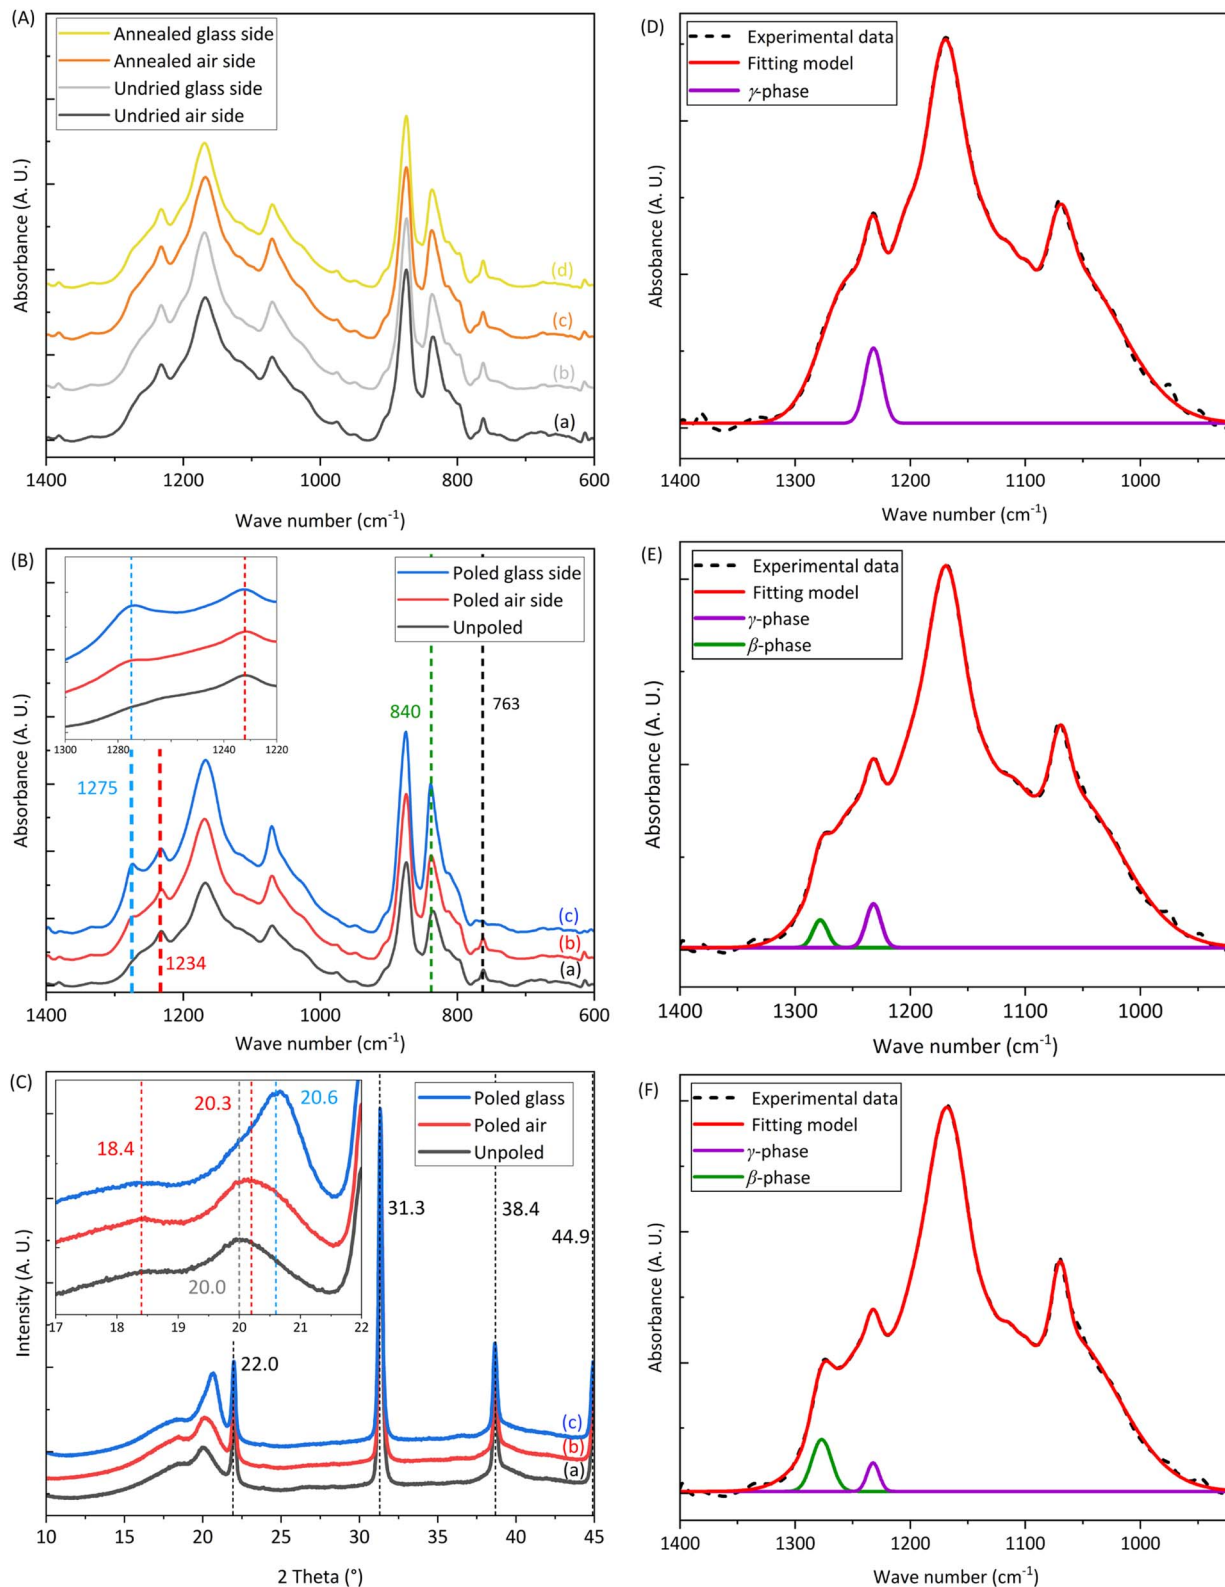 (A)
Annealed glass side
Annealed air side
Undried glass side
Undried air side
Absorbance (A. U.)
(d)
(c)
(b)
(a)
1400 1200 1000 800 600
Wave number (cm⁻¹)
(D)
Experimental data
Fitting model
γ-phase
Absobance (A. U.)
1400 1300 1200 1100 1000
Wave number (cm⁻¹)
(B)
Poled glass side
Poled air side
Unpoled
1300 1280 1260 1240 1220
Absorbance (A. U.)
1275
1234
840
763
(c)
(b)
(a)
1400 1200 1000 800 600
Wave number (cm⁻¹)
(E)
Experimental data
Fitting model
γ-phase
β-phase
Absorbance (A. U.)
1400 1300 1200 1100 1000
Wave number (cm⁻¹)
(C)
Poled glass
Poled air
Unpoled
18.4
20.3
20.6
20.0
17 18 19 20 21 22
Intensity (A. U.)
22.0
31.3
38.4
44.9
(c)
(b)
(a)
10 15 20 25 30 35 40 45
2 Theta (°)
(F)
Experimental data
Fitting model
γ-phase
β-phase
Absorbance (A. U.)
1400 1300 1200 1100 1000
Wave number (cm⁻¹)